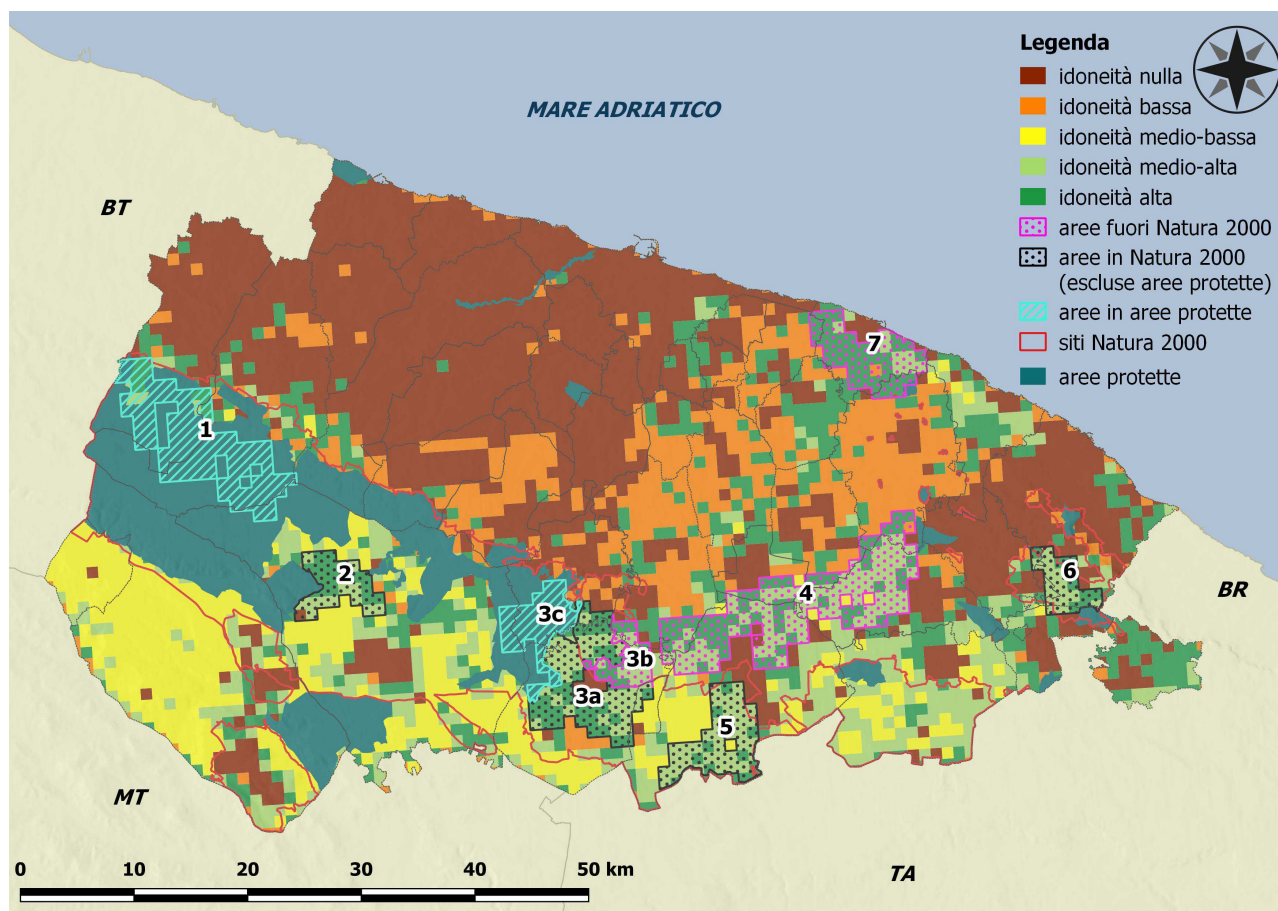 Legenda
idoneità nulla
idoneità bassa
idoneità medio-bassa
idoneità medio-alta
idoneità alta
aree fuori Natura 2000
aree in Natura 2000
(escluse aree protette)
aree in aree protette
siti Natura 2000
aree protette
MARE ADRIATICO
BT
7
1
2
6
BR
4
3c
3b
3a
5
MT
TA
0 10 20 30 40 50 km